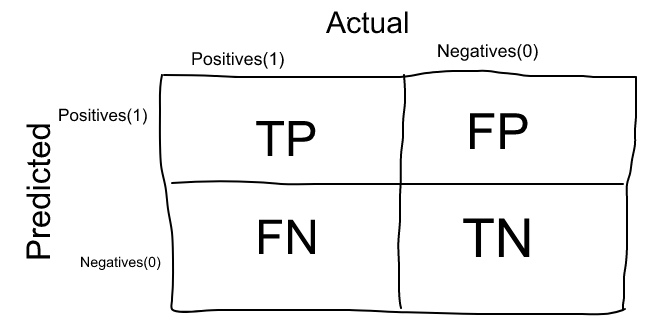 Actual
Positives(1)
Negatives(0)
Predicted
Positives(1)
TP
FP
Negatives(0)
FN
TN